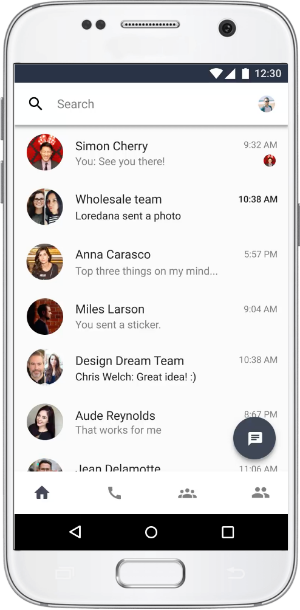 12:30
Search
Simon Cherry 9:32 AM
You: See you there!
Wholesale team 10:38 AM
Loredana sent a photo
Anna Carasco 5:57 PM
Top three things on my mind...
Miles Larson 9:04 AM
You sent a sticker.
Design Dream Team 10:38 AM
Chris Welch: Great idea! :)
Aude Reynolds 8:67 PM
That works for me
Jean Delamotte 11:06 AM